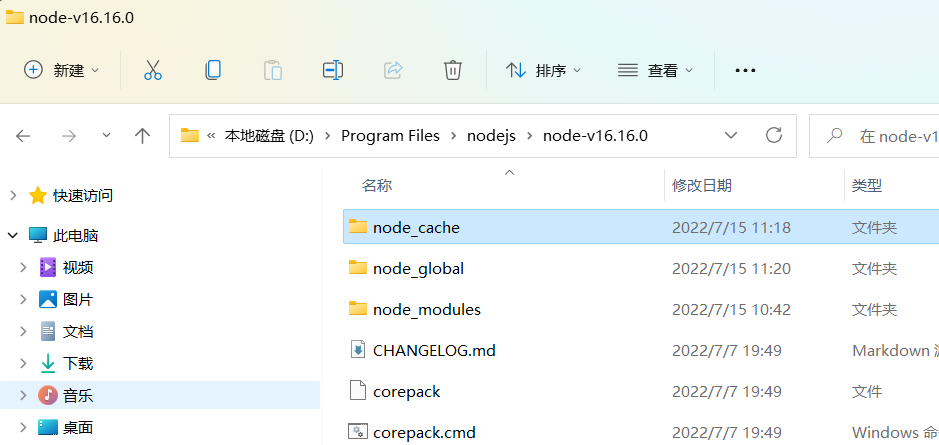 node-v16.16.0
新建
排序
查看
« 本地磁盘 (D:) > Program Files > nodejs > node-v16.16.0
在 node-v1
快速访问
此电脑
视频
图片
文档
下载
音乐
桌面
名称 修改日期 类型
node_cache 2022/7/15 11:18 文件夹
node_global 2022/7/15 11:20 文件夹
node_modules 2022/7/15 10:42 文件夹
CHANGELOG.md 2022/7/7 19:49 Markdown
corepack 2022/7/7 19:49 文件
corepack.cmd 2022/7/7 19:49 Windows 命